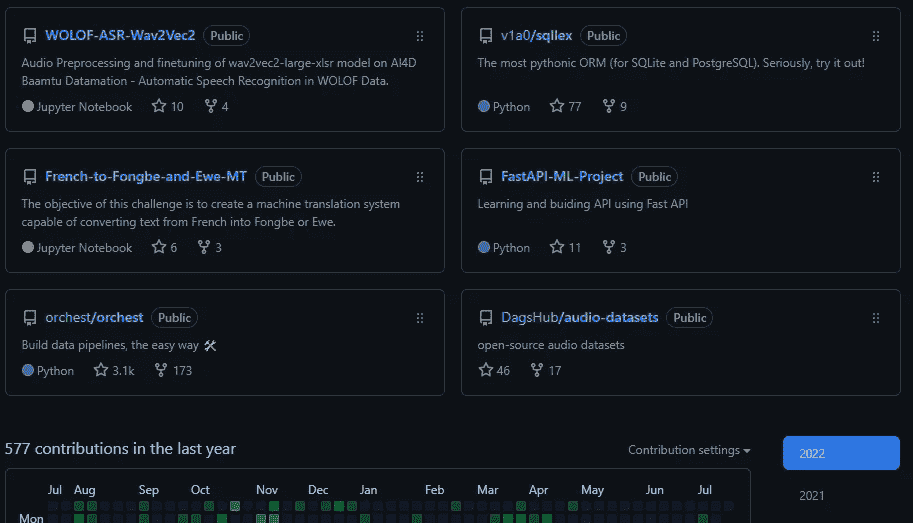 WOLOF-ASR-Wav2Vec2 Public
Audio Preprocessing and finetuning of wav2vec2-large-xlsr model on AI4D
Baamtu Datamation - Automatic Speech Recognition in WOLOF Data.
Jupyter Notebook 10 4
v1a0/sqllex Public
The most pythonic ORM (for SQLite and PostgreSQL). Seriously, try it out!
Python 77 9
French-to-Fongbe-and-Ewe-MT Public
The objective of this challenge is to create a machine translation system
capable of converting text from French into Fongbe or Ewe.
Jupyter Notebook 6 3
FastAPI-ML-Project Public
Learning and buiding API using Fast API
Python 11 3
orchest/orchest Public
Build data pipelines, the easy way
Python 3.1k 173
DagsHub/audio-datasets Public
open-source audio datasets
46 17
577 contributions in the last year
Contribution settings
2022
2021
Jul Aug Sep Oct Nov Dec Jan Feb Mar Apr May Jun Jul
Mon